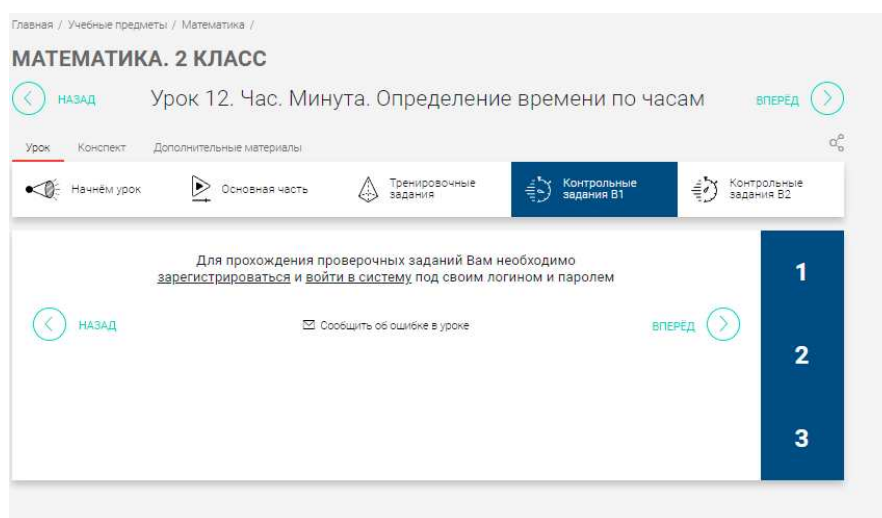 Главная / Учебные предметы / Математика /
МАТЕМАТИКА. 2 КЛАСС
НАЗАД Урок 12. Час. Минута. Определение времени по часам ВПЕРЁД
Урок Конспект Дополнительные материалы
Начнём урок Основная часть Тренировочные задания Контрольные задания В1 Контрольные задания В2
Для прохождения проверочных заданий Вам необходимо
зарегистрироваться и войти в систему под своим логином и паролем
НАЗАД Сообщить об ошибке в уроке ВПЕРЁД
1
2
3